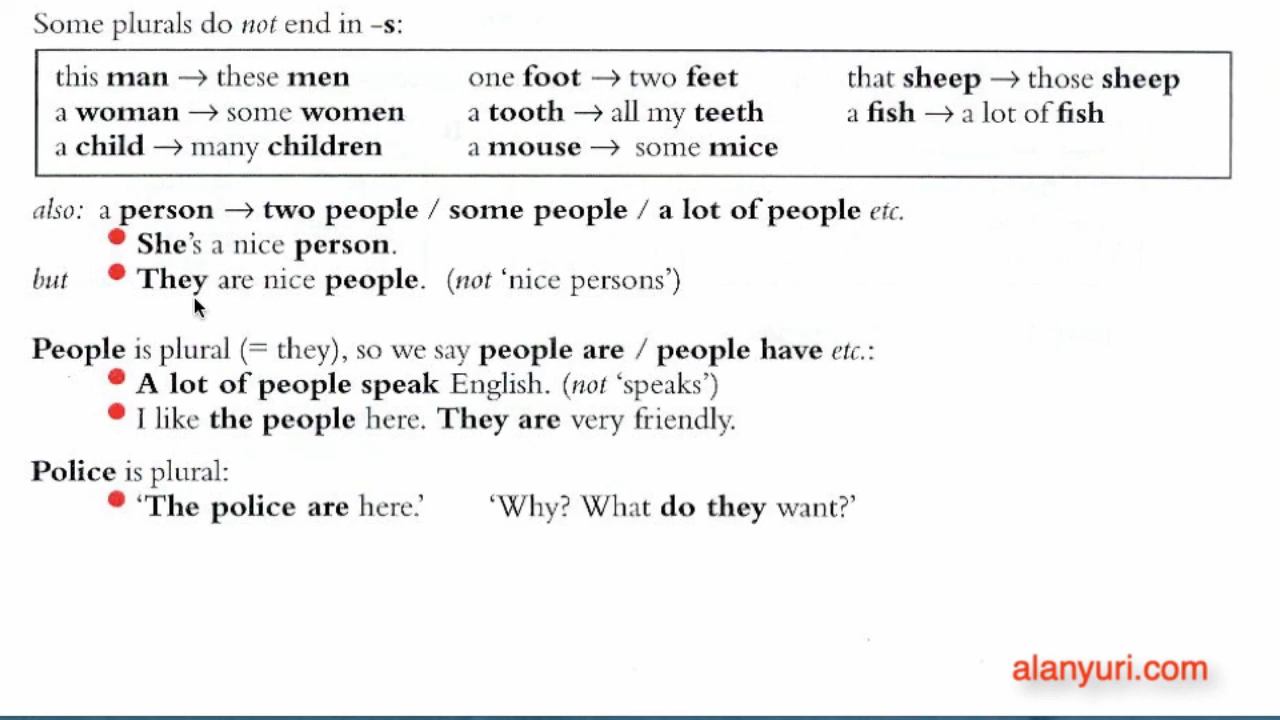 Some plurals do not end in –s:
this man → these men one foot → two feet that sheep → those sheep
a woman → some women a tooth → all my teeth a fish → a lot of fish
a child → many children a mouse → some mice
also: a person → two people / some people / a lot of people etc.
She's a nice person.
but They are nice people. (not 'nice persons')
People is plural (= they), so we say people are / people have etc.:
A lot of people speak English. (not 'speaks')
I like the people here. They are very friendly.
Police is plural:
'The police are here.' 'Why? What do they want?'
alanyuri.com